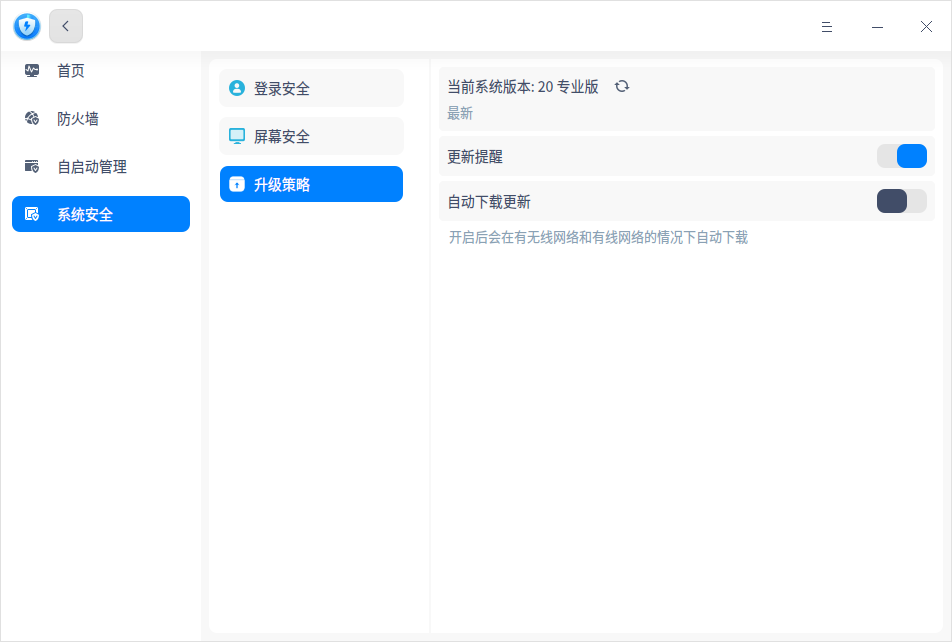 首页
防火墙
自启动管理
系统安全
登录安全
屏幕安全
升级策略
当前系统版本: 20 专业版
最新
更新提醒
自动下载更新
开启后会在有无线网络和有线网络的情况下自动下载